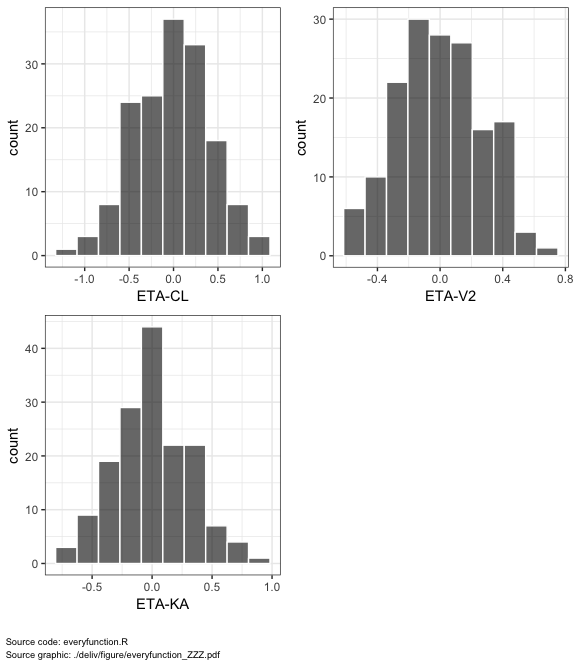 30
20
10
0
count
-1.0 -0.5 0.0 0.5 1.0
ETA-CL
30
20
10
0
count
-0.4 0.0 0.4 0.8
ETA-V2
40
30
20
10
0
count
-0.5 0.0 0.5 1.0
ETA-KA
Source code: everyfunction.R
Source graphic: ./deliv/figure/everyfunction_ZZZ.pdf